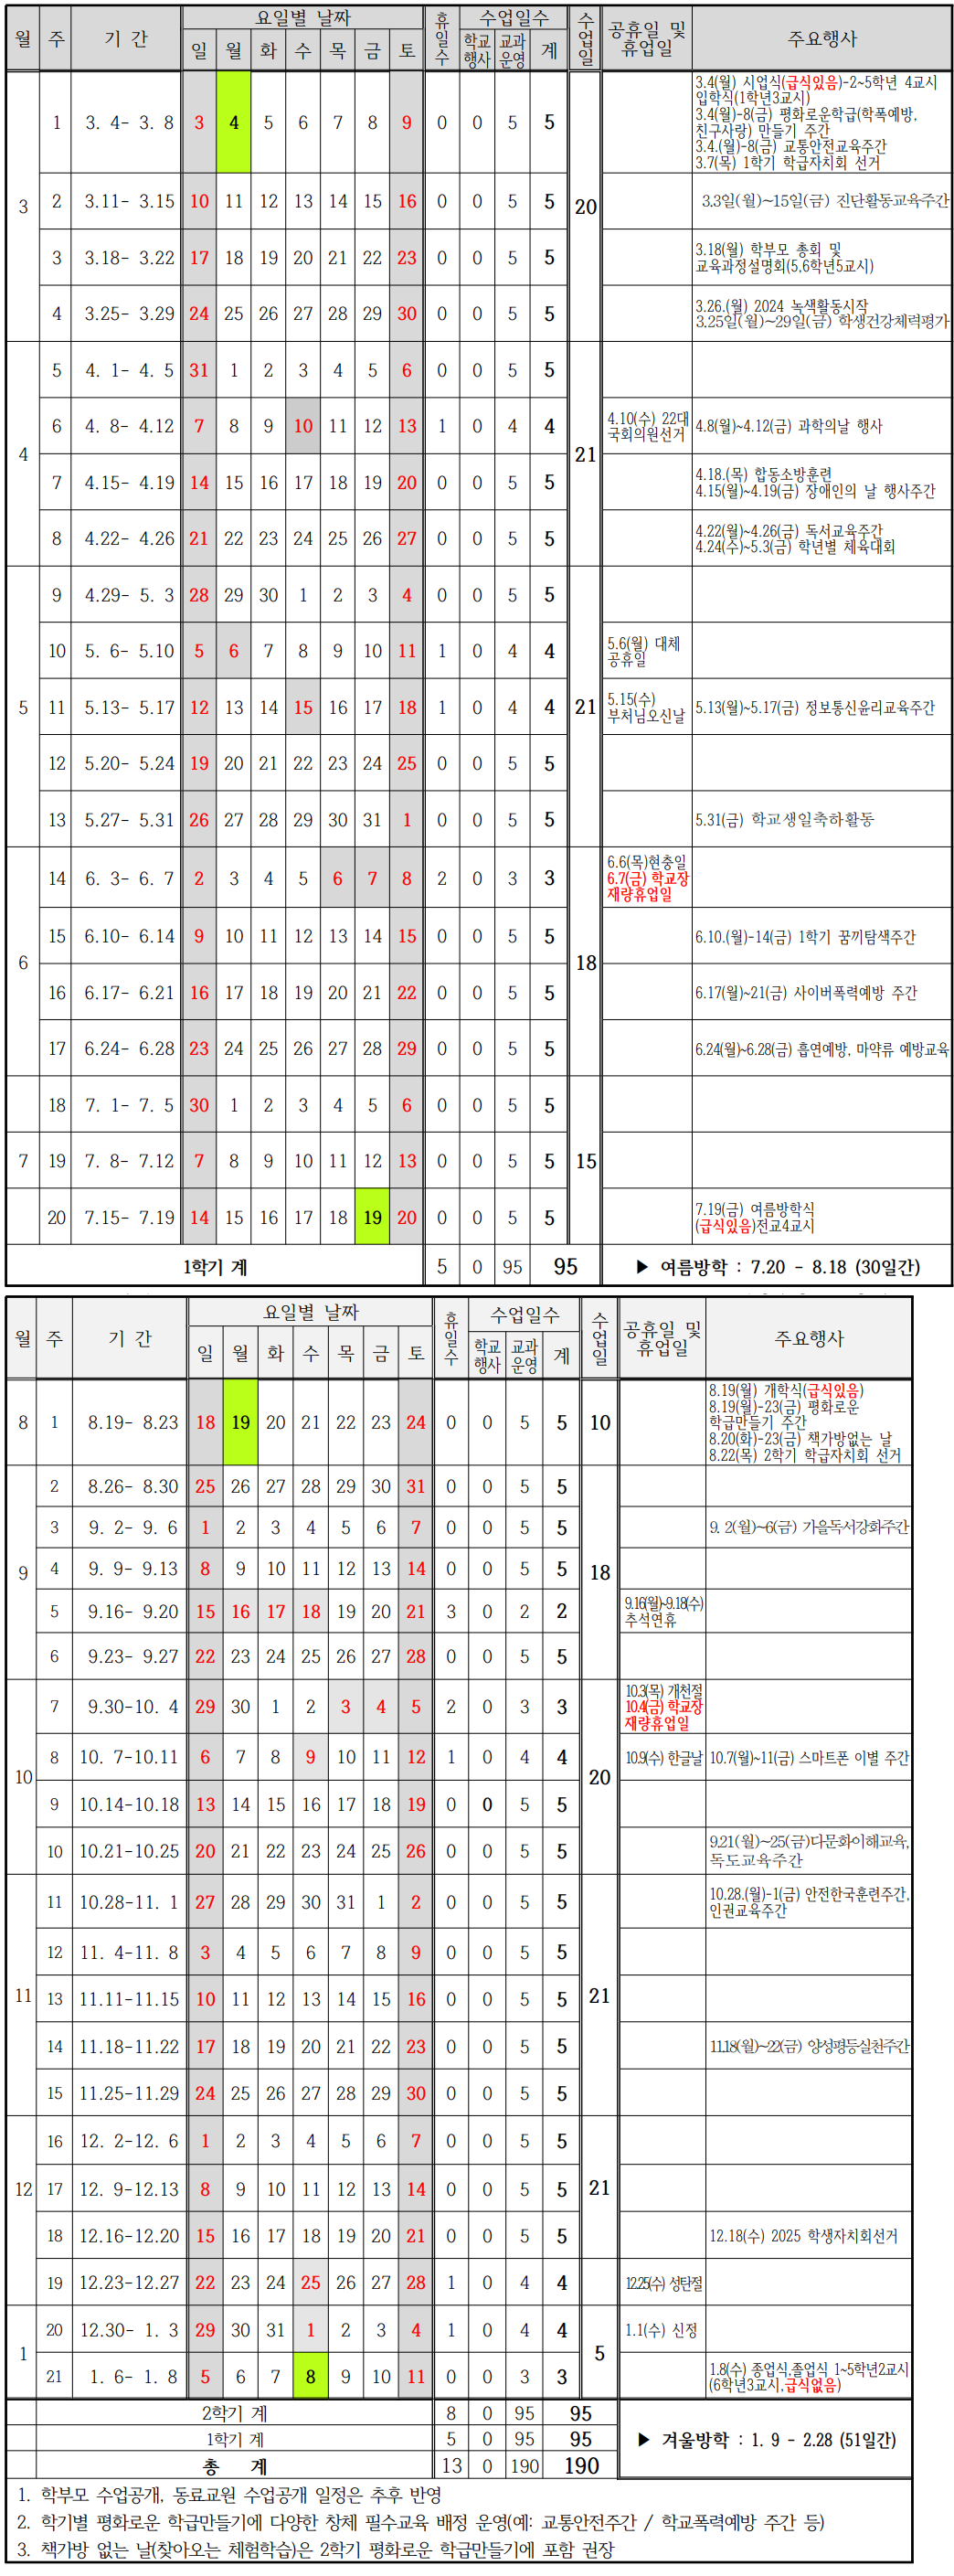 월 주 기 간 요일별 날짜 휴일수 수업일수 수업일 공휴일 및 휴업일 주요행사
일 월 화 수 목 금 토 학교행사 교과운영 계
3 1 3. 4- 3. 8 3 4 5 6 7 8 9 0 0 5 5 20
3.4(월) 시업식(급식있음)-2~5학년 4교시
입학식(1학년3교시)
3.4(월)-8(금) 평화로운학급(학폭예방,
친구사랑) 만들기 주간
3.4.(월)-8(금) 교통안전교육주간
3.7(목) 1학기 학급자치회 선거
2 3.11- 3.15 10 11 12 13 14 15 16 0 0 5 5 3.3일(월)~15일(금) 진단활동교육주간
3 3.18- 3.22 17 18 19 20 21 22 23 0 0 5 5
3.18(월) 학부모 총회 및
교육과정설명회(5,6학년5교시)
4 3.25- 3.29 24 25 26 27 28 29 30 0 0 5 5
3.26.(월) 2024 녹색활동시작
3.25일(월)~29일(금) 학생건강체력평가
4 5 4. 1- 4. 5 31 1 2 3 4 5 6 0 0 5 5 21
6 4. 8- 4.12 7 8 9 10 11 12 13 1 0 4 4
4.10(수) 22대
국회의원선거
4.8(월)~4.12(금) 과학의날 행사
7 4.15- 4.19 14 15 16 17 18 19 20 0 0 5 5
4.18.(목) 합동소방훈련
4.15(월)~4.19(금) 장애인의 날 행사주간
8 4.22- 4.26 21 22 23 24 25 26 27 0 0 5 5
4.22(월)~4.26(금) 독서교육주간
4.24(수)~5.3(금) 학년별 체육대회
5 9 4.29- 5. 3 28 29 30 1 2 3 4 0 0 5 5 21
10 5. 6- 5.10 5 6 7 8 9 10 11 1 0 4 4
5.6(월) 대체
공휴일
11 5.13- 5.17 12 13 14 15 16 17 18 1 0 4 4
5.15(수)
부처님오신날
5.13(월)~5.17(금) 정보통신윤리교육주간
12 5.20- 5.24 19 20 21 22 23 24 25 0 0 5 5
13 5.27- 5.31 26 27 28 29 30 31 1 0 0 5 5 5.31(금) 학교생일축하활동
6 14 6. 3- 6. 7 2 3 4 5 6 7 8 2 0 3 3 18
6.6(목)현충일
6.7(금) 학교장
재량휴업일
15 6.10- 6.14 9 10 11 12 13 14 15 0 0 5 5 6.10.(월)-14(금) 1학기 꿈끼탐색주간
16 6.17- 6.21 16 17 18 19 20 21 22 0 0 5 5 6.17(월)~21(금) 사이버폭력예방 주간
17 6.24- 6.28 23 24 25 26 27 28 29 0 0 5 5 6.24(월)~6.28(금) 흡연예방, 마약류 예방교육
18 7. 1- 7. 5 30 1 2 3 4 5 6 0 0 5 5 15
7 19 7. 8- 7.12 7 8 9 10 11 12 13 0 0 5 5
20 7.15- 7.19 14 15 16 17 18 19 20 0 0 5 5
7.19(금) 여름방학식
(급식있음)전교4교시
1학기 계 5 0 95 95 ▶ 여름방학 : 7.20 - 8.18 (30일간)
월 주 기 간 요일별 날짜 휴일수 수업일수 수업일 공휴일 및 휴업일 주요행사
일 월 화 수 목 금 토 학교행사 교과운영 계
8 1 8.19- 8.23 18 19 20 21 22 23 24 0 0 5 5 10
8.19(월) 개학식(급식있음)
8.19(월)-23(금) 평화로운
학급만들기 주간
8.20(화)-23(금) 책가방없는 날
8.22(목) 2학기 학급자치회 선거
9 2 8.26- 8.30 25 26 27 28 29 30 31 0 0 5 5 18
3 9. 2- 9. 6 1 2 3 4 5 6 7 0 0 5 5 9. 2(월)~6(금) 가을독서강화주간
4 9. 9- 9.13 8 9 10 11 12 13 14 0 0 5 5
5 9.16- 9.20 15 16 17 18 19 20 21 3 0 2 2
9.16(월)~9.18(수)
추석연휴
6 9.23- 9.27 22 23 24 25 26 27 28 0 0 5 5
10 7 9.30-10. 4 29 30 1 2 3 4 5 2 0 3 3 20
10.3(목) 개천절
10.4(금) 학교장
재량휴업일
8 10. 7-10.11 6 7 8 9 10 11 12 1 0 4 4 10.9(수) 한글날 10.7(월)~11(금) 스마트폰 이별 주간
9 10.14-10.18 13 14 15 16 17 18 19 0 0 5 5
10 10.21-10.25 20 21 22 23 24 25 26 0 0 5 5
9.21(월)~25(금)다문화이해교육,
독도교육주간
11 11 10.28-11. 1 27 28 29 30 31 1 2 0 0 5 5 21
10.28.(월)-1(금) 안전한국훈련주간,
인권교육주간
12 11. 4-11. 8 3 4 5 6 7 8 9 0 0 5 5
13 11.11-11.15 10 11 12 13 14 15 16 0 0 5 5
14 11.18-11.22 17 18 19 20 21 22 23 0 0 5 5 11.18(월)~22(금) 양성평등실천주간
15 11.25-11.29 24 25 26 27 28 29 30 0 0 5 5
12 16 12. 2-12. 6 1 2 3 4 5 6 7 0 0 5 5 21
17 12. 9-12.13 8 9 10 11 12 13 14 0 0 5 5
18 12.16-12.20 15 16 17 18 19 20 21 0 0 5 5 12.18(수) 2025 학생자치회선거
19 12.23-12.27 22 23 24 25 26 27 28 1 0 4 4 12.25(수) 성탄절
1 20 12.30- 1. 3 29 30 31 1 2 3 4 1 0 4 4 5 1.1(수) 신정
21 1. 6- 1. 8 5 6 7 8 9 10 11 0 0 3 3
1.8(수) 종업식,졸업식 1~5학년2교시
(6학년3교시,급식없음)
2학기 계 8 0 95 95
1학기 계 5 0 95 95 ▶ 겨울방학 : 1. 9 - 2.28 (51일간)
총 계 13 0 190 190
1. 학부모 수업공개, 동료교원 수업공개 일정은 추후 반영
2. 학기별 평화로운 학급만들기에 다양한 창체 필수교육 배정 운영(예: 교통안전주간 / 학교폭력예방 주간 등)
3. 책가방 없는 날(찾아오는 체험학습)은 2학기 평화로운 학급만들기에 포함 권장